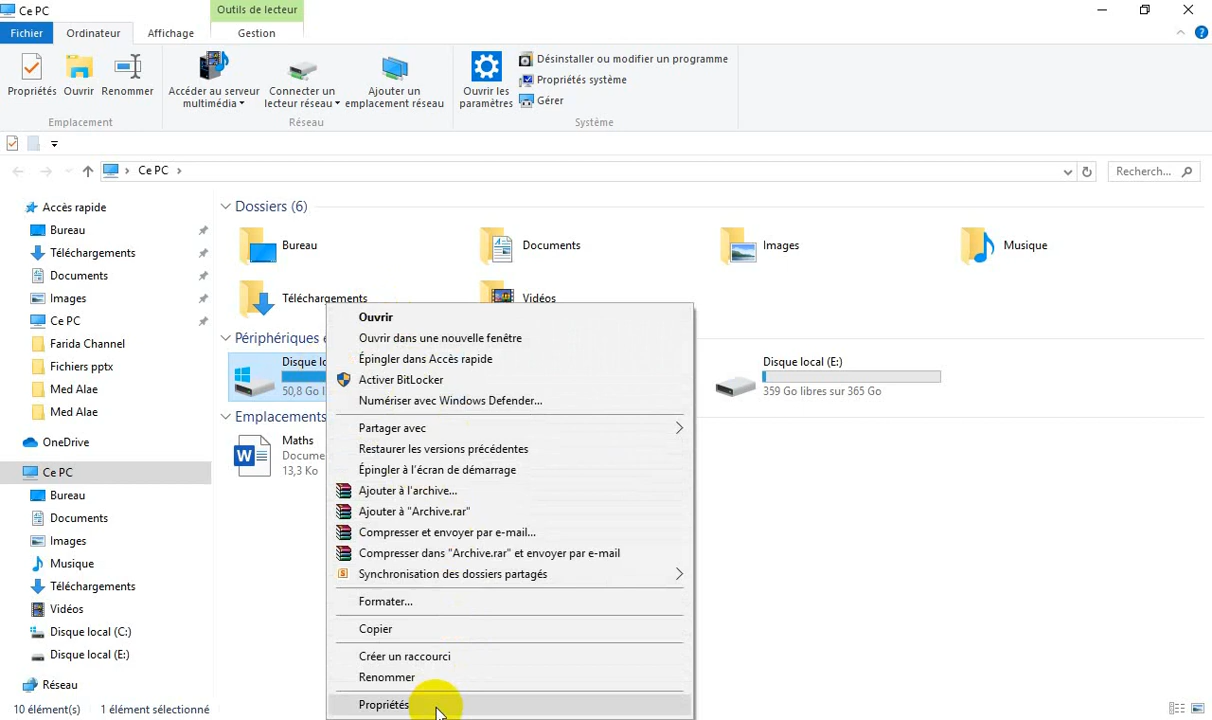 Ce PC
Outils de lecteur
Fichier
Ordinateur
Affichage
Gestion
Propriétés
Ouvrir
Renommer
Accéder au serveur
multimédia
Connecter un
lecteur réseau
Ajouter un
emplacement réseau
Ouvrir les
paramètres
Désinstaller ou modifier un programme
Propriétés système
Gérer
Emplacement
Réseau
Système
Ce PC
Recherch...
Accès rapide
Bureau
Téléchargements
Documents
Images
Ce PC
Farida Channel
Fichiers pptx
Med Alae
Med Alae
OneDrive
Ce PC
Bureau
Documents
Images
Musique
Téléchargements
Vidéos
Disque local (C:)
Disque local (E:)
Réseau
Dossiers (6)
Bureau
Documents
Images
Musique
Téléchargements
Vidéos
Périphériques e
Disque lo
50,8 Go l
Disque local (E:)
359 Go libres sur 365 Go
Emplacements
Maths
Docume
13,3 Ko
Ouvrir
Ouvrir dans une nouvelle fenêtre
Épingler dans Accès rapide
Activer BitLocker
Numériser avec Windows Defender...
Partager avec
Restaurer les versions précédentes
Épingler à l'écran de démarrage
Ajouter à l'archive...
Ajouter à "Archive.rar"
Compresser et envoyer par e-mail...
Compresser dans "Archive.rar" et envoyer par e-mail
Synchronisation des dossiers partagés
Formater...
Copier
Créer un raccourci
Renommer
Propriétés
10 élément(s)
1 élément sélectionné